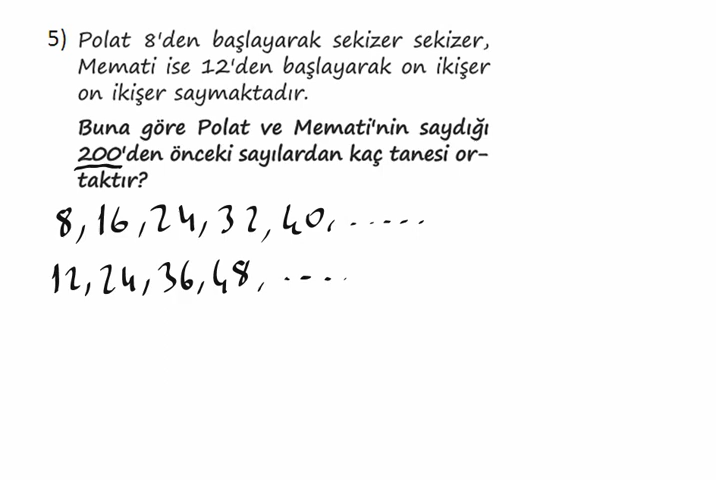 5) Polat 8'den başlayarak sekizer sekizer,
Memati ise 12'den başlayarak on ikişer
on ikişer saymaktadır.
Buna göre Polat ve Memati'nin saydığı
200'den önceki sayılardan kaç tanesi or-
taktır?
8, 16, 24, 32, 40, .....
12, 24, 36, 48, ....